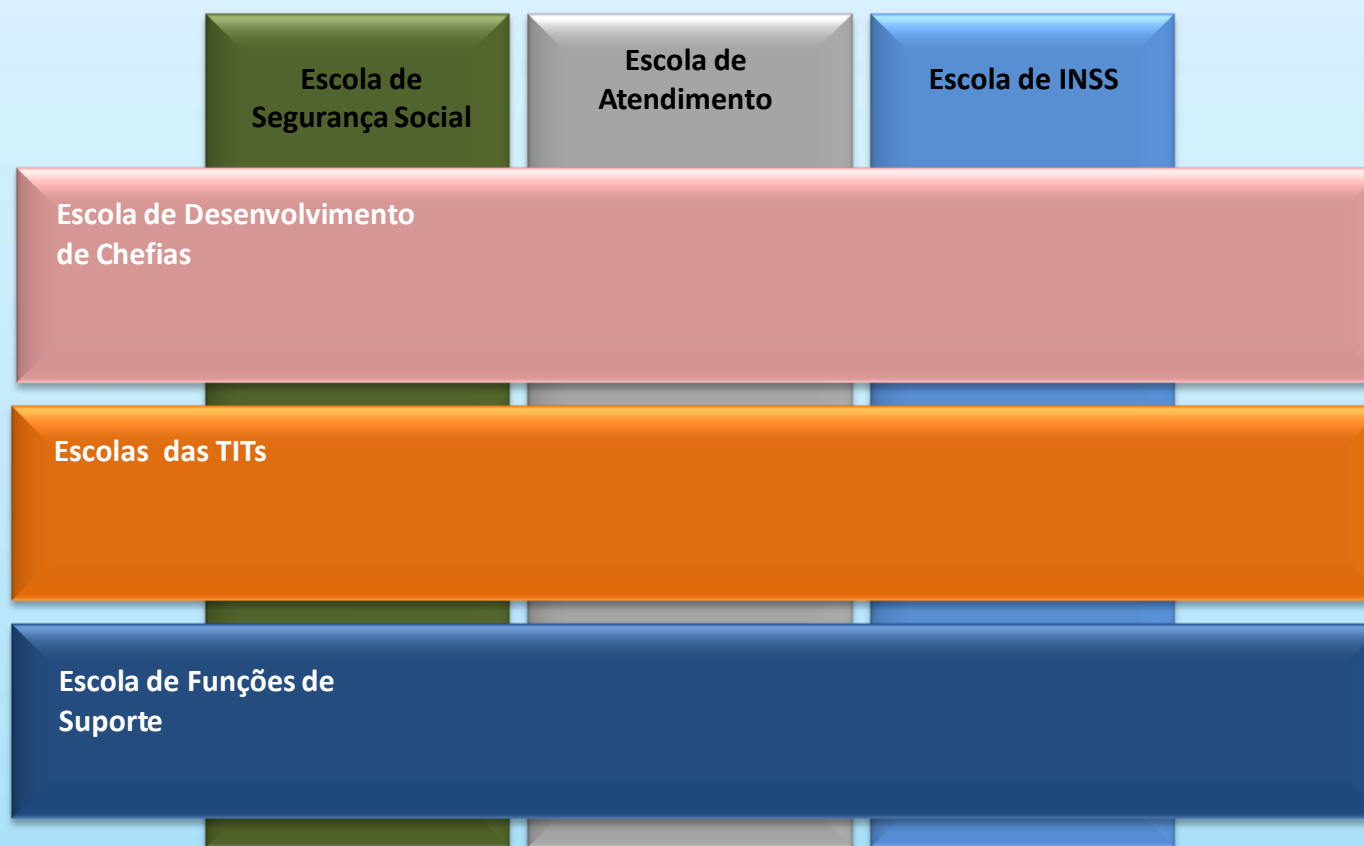 Escola de
Segurança Social
Escola de
Atendimento
Escola de INSS
Escola de Desenvolvimento
de Chefias
Escolas  das TITs
Escola de Funções de
Suporte